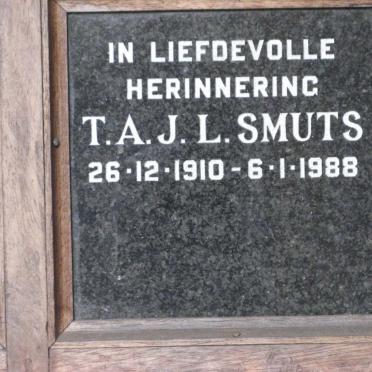 IN LIEFDEVOLLE
HERINNERING
T.A.J.L.SMUTS
26·12·1910-6·1·1988